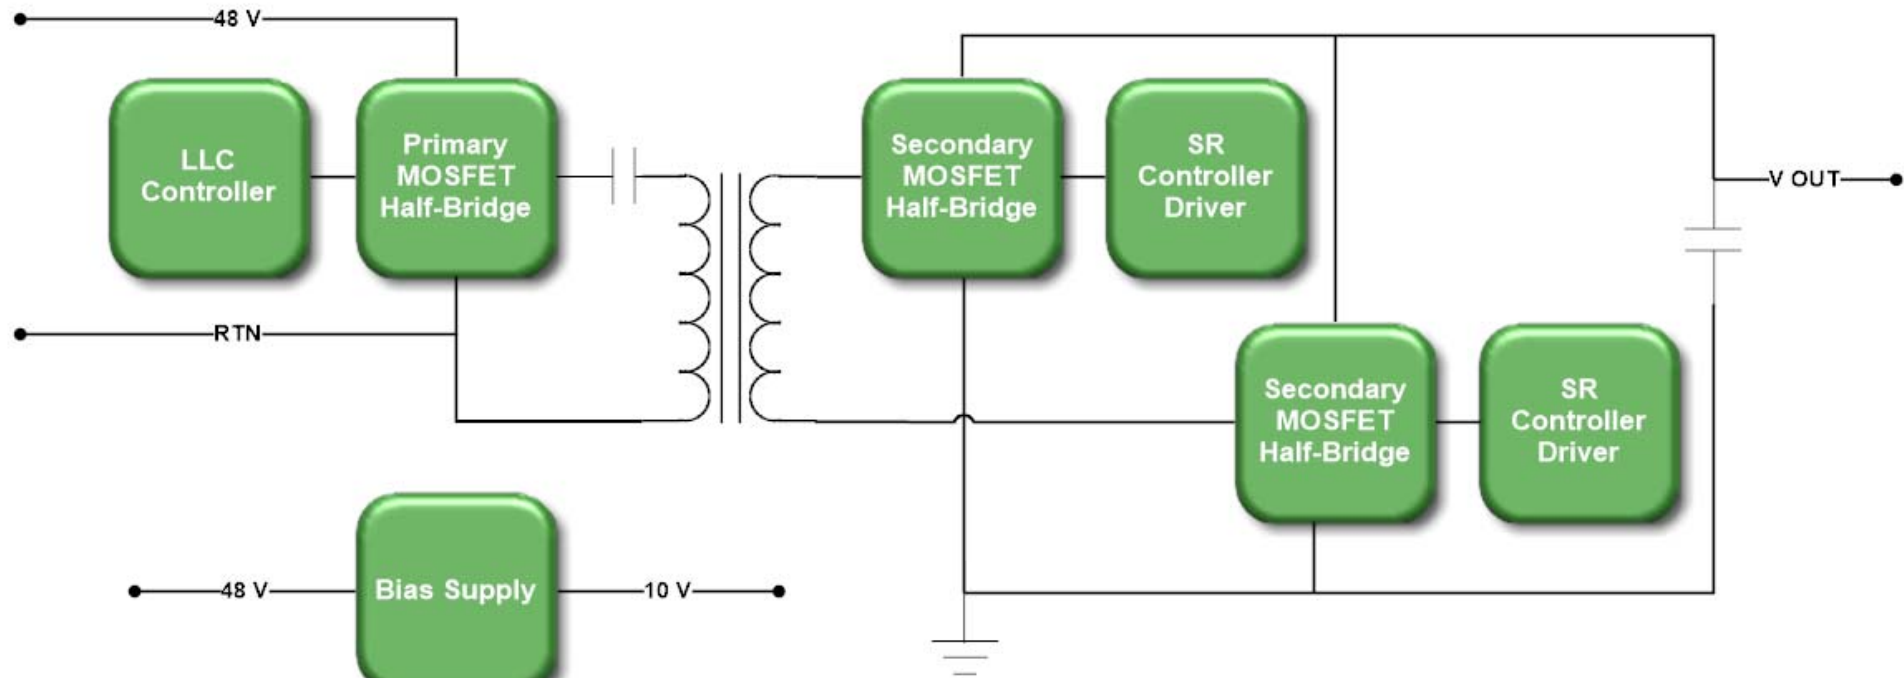 48 V
LLC
Controller
Primary
MOSFET
Half-Bridge
Secondary
MOSFET
Half-Bridge
SR
Controller
Driver
V OUT
RTN
Secondary
MOSFET
Half-Bridge
SR
Controller
Driver
48 V
Bias Supply
10 V